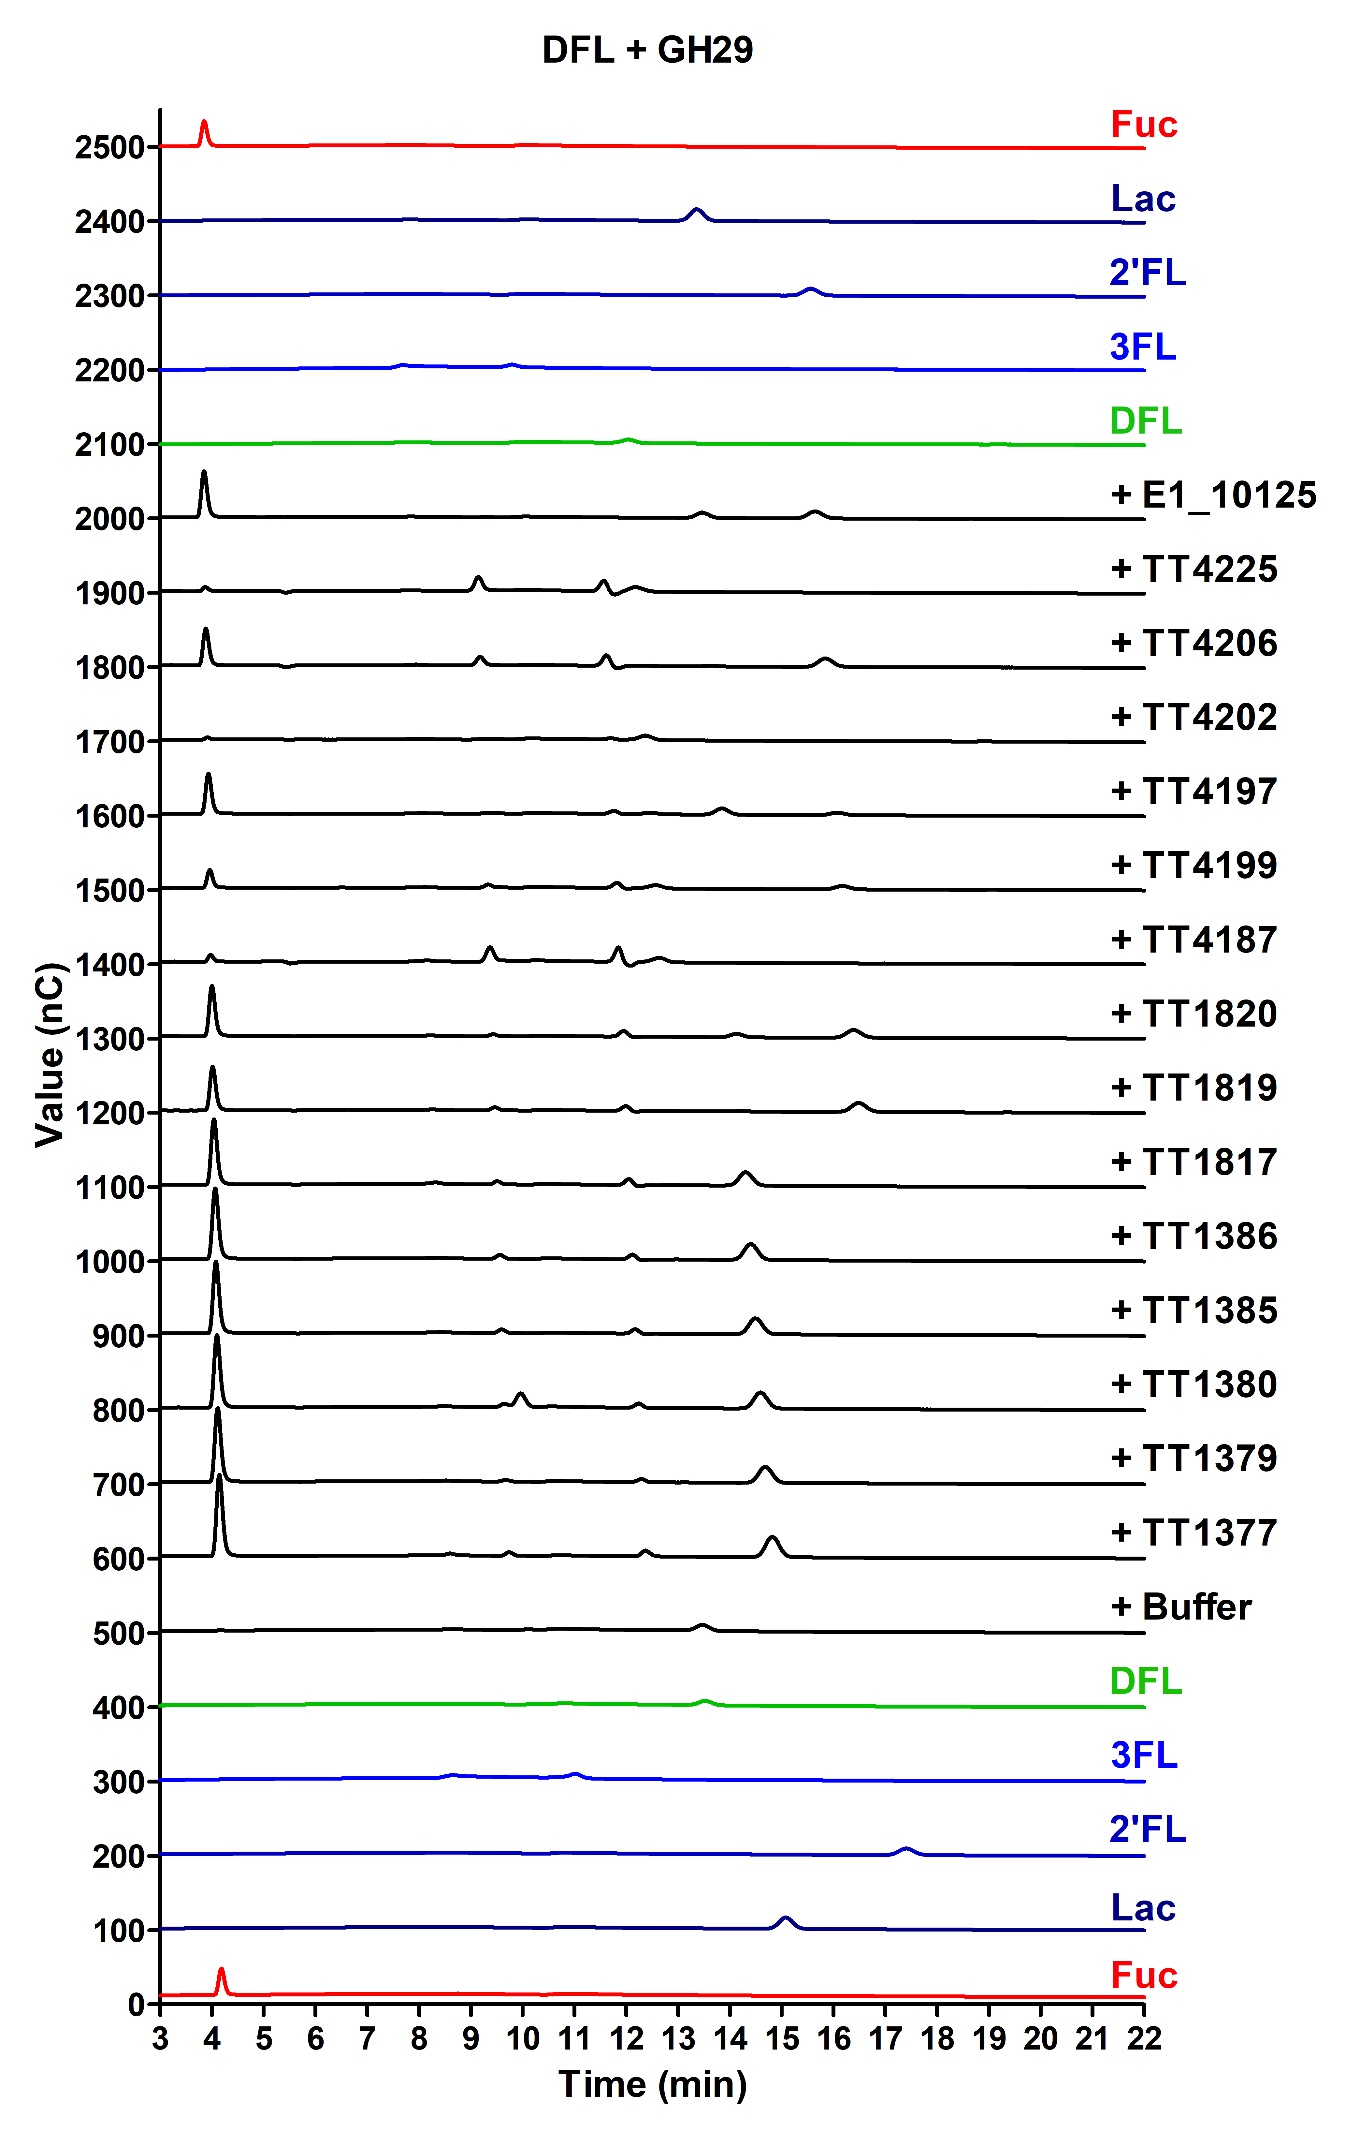 DFL + GH29
Fuc
2500
Lac
2400
2'FL
2300
3FL
2200
DFL
2100
+ E1_10125
2000
+ TT4225
1900
+ TT4206
1800
+ TT4202
1700
+ TT4197
1600
+ TT4199
1500
+ TT4187
1400
+ TT1820
1300
+ TT1819
1200
+ TT1817
1100
+ TT1386
1000
+ TT1385
900
+ TT1380
800
+ TT1379
700
+ TT1377
600
+ Buffer
500
DFL
400
3FL
300
2'FL
200
Lac
100
Fuc
0
Value (nC)
3 4 5 6 7 8 9 10 11 12 13 14 15 16 17 18 19 20 21 22
Time (min)